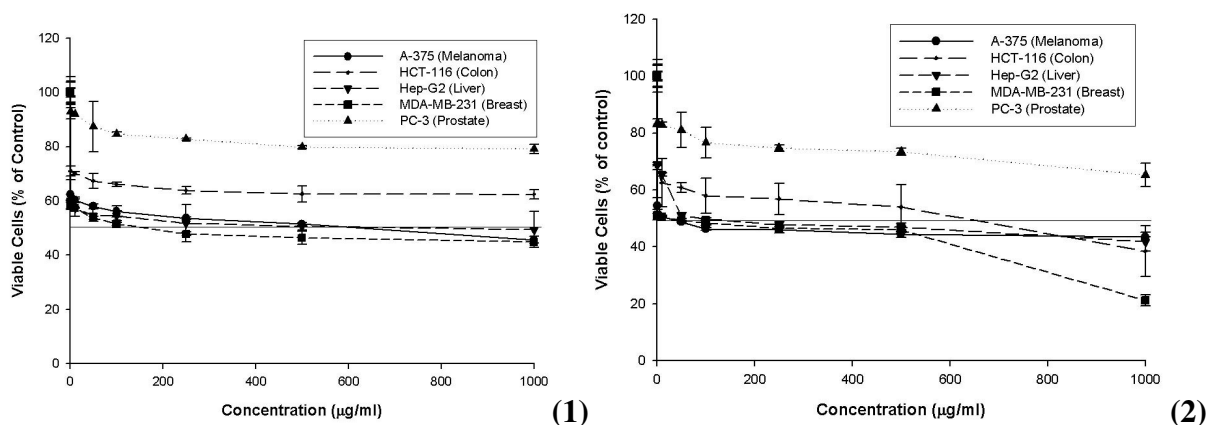 120
100
80
60
40
20
0
Viable Cells (% of Control)
A-375 (Melanoma)
HCT-116 (Colon)
Hep-G2 (Liver)
MDA-MB-231 (Breast)
PC-3 (Prostate)
0 200 400 600 800 1000
Concentration (µg/ml)
(1)
120
100
80
60
40
20
0
Viable Cells (% of control)
A-375 (Melanoma)
HCT-116 (Colon)
Hep-G2 (Liver)
MDA-MB-231 (Breast)
PC-3 (Prostate)
0 200 400 600 800 1000
Concentration (µg/ml)
(2)